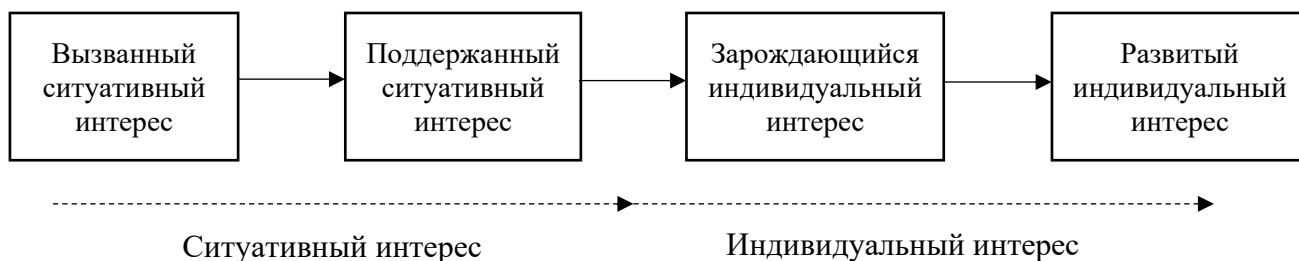 Вызванный
ситуативный
интерес
Поддержанный
ситуативный
интерес
Зарождающийся
индивидуальный
интерес
Развитый
индивидуальный
интерес
Ситуативный интерес
Индивидуальный интерес